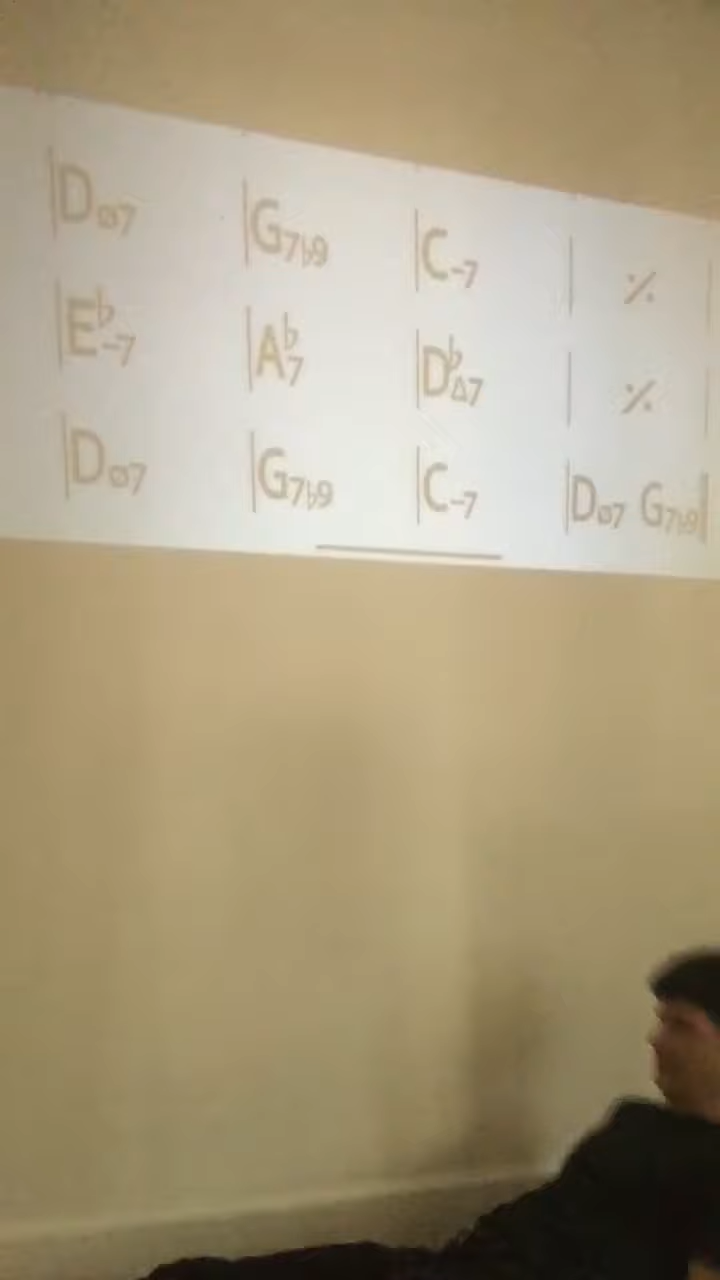 |Dø7 |G7♭9 |C-7 | ٪ |
|E♭-7 |A♭7 |D♭Δ7 | ٪ |
|Dø7 |G7♭9 |C-7 |Dø7 G7♭9|